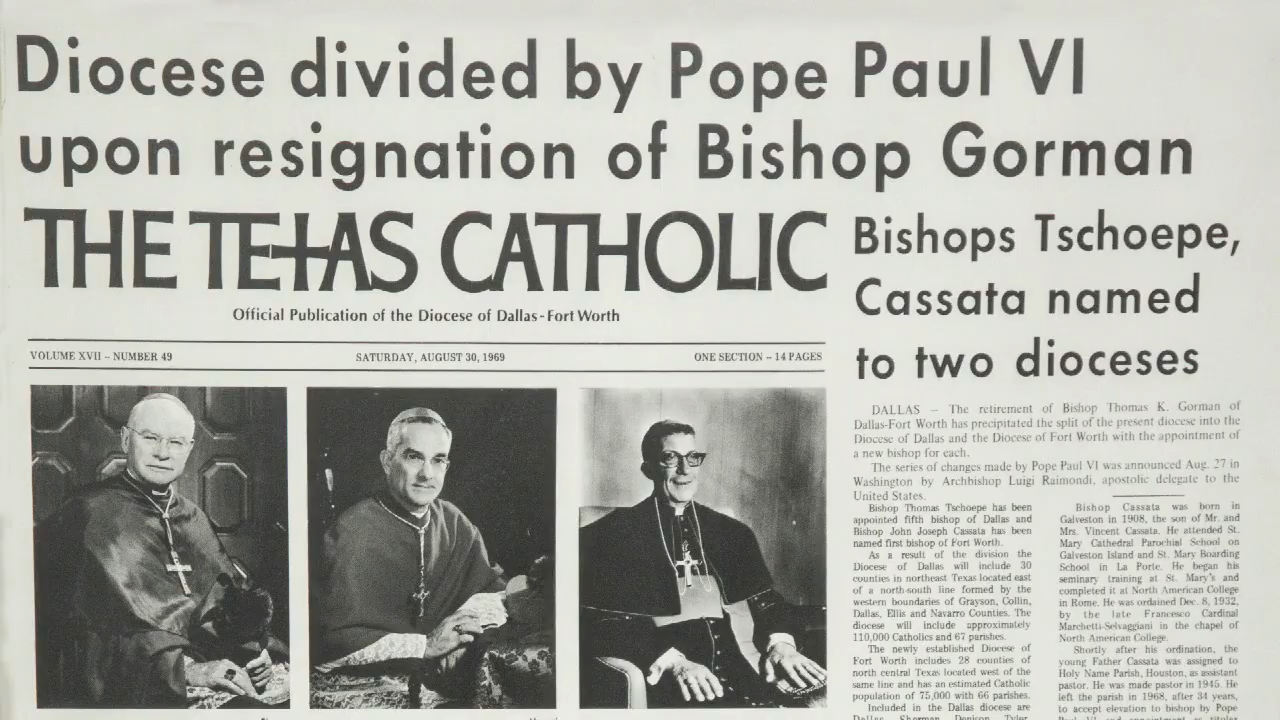 Diocese divided by Pope Paul VI
upon resignation of Bishop Gorman
THE TEXAS CATHOLIC
Official Publication of the Diocese of Dallas-Fort Worth
VOLUME XVII - NUMBER 49
SATURDAY, AUGUST 30, 1969
ONE SECTION - 14 PAGES
Bishops Tschoepe,
Cassata named
to two dioceses
DALLAS — The retirement of Bishop Thomas K. Gorman of
Dallas-Fort Worth has precipitated the split of the present diocese into the
Diocese of Dallas and the Diocese of Fort Worth with the appointment of
a new bishop for each.
The series of changes made by Pope Paul VI was announced Aug. 27 in
Washington by Archbishop Luigi Raimondi, apostolic delegate to the
United States.
Bishop Thomas Tschoepe has been
appointed fifth bishop of Dallas and
Bishop John Joseph Cassata has been
named first bishop of Fort Worth.
As a result of the division the
Diocese of Dallas will include 30
counties in northeast Texas located east
of a north-south line formed by the
western boundaries of Grayson, Collin,
Dallas, Ellis and Navarro Counties. The
diocese will include approximately
110,000 Catholics and 67 parishes.
The newly established Diocese of
Fort Worth includes 28 counties of
north central Texas located west of the
same line and has an estimated Catholic
population of 75,000 with 66 parishes.
Included in the Dallas diocese are
Dallas, Sherman, Denison, Tyler,
Bishop Cassata was born in
Galveston in 1908, the son of Mr. and
Mrs. Vincent Cassata. He attended St.
Mary Cathedral Parochial School on
Galveston Island and St. Mary Boarding
School in La Porte. He began his
seminary training at St. Mary's and
completed it at North American College
in Rome. He was ordained Dec. 8, 1932,
by the late Francesco Cardinal
Marchetti-Selvaggiani in the chapel of
North American College.
Shortly after his ordination, the
young Father Cassata was assigned to
Holy Name Parish, Houston, as assistant
pastor. He was made pastor in 1945. He
left the parish in 1968, after 34 years,
to accept elevation to bishop by Pope